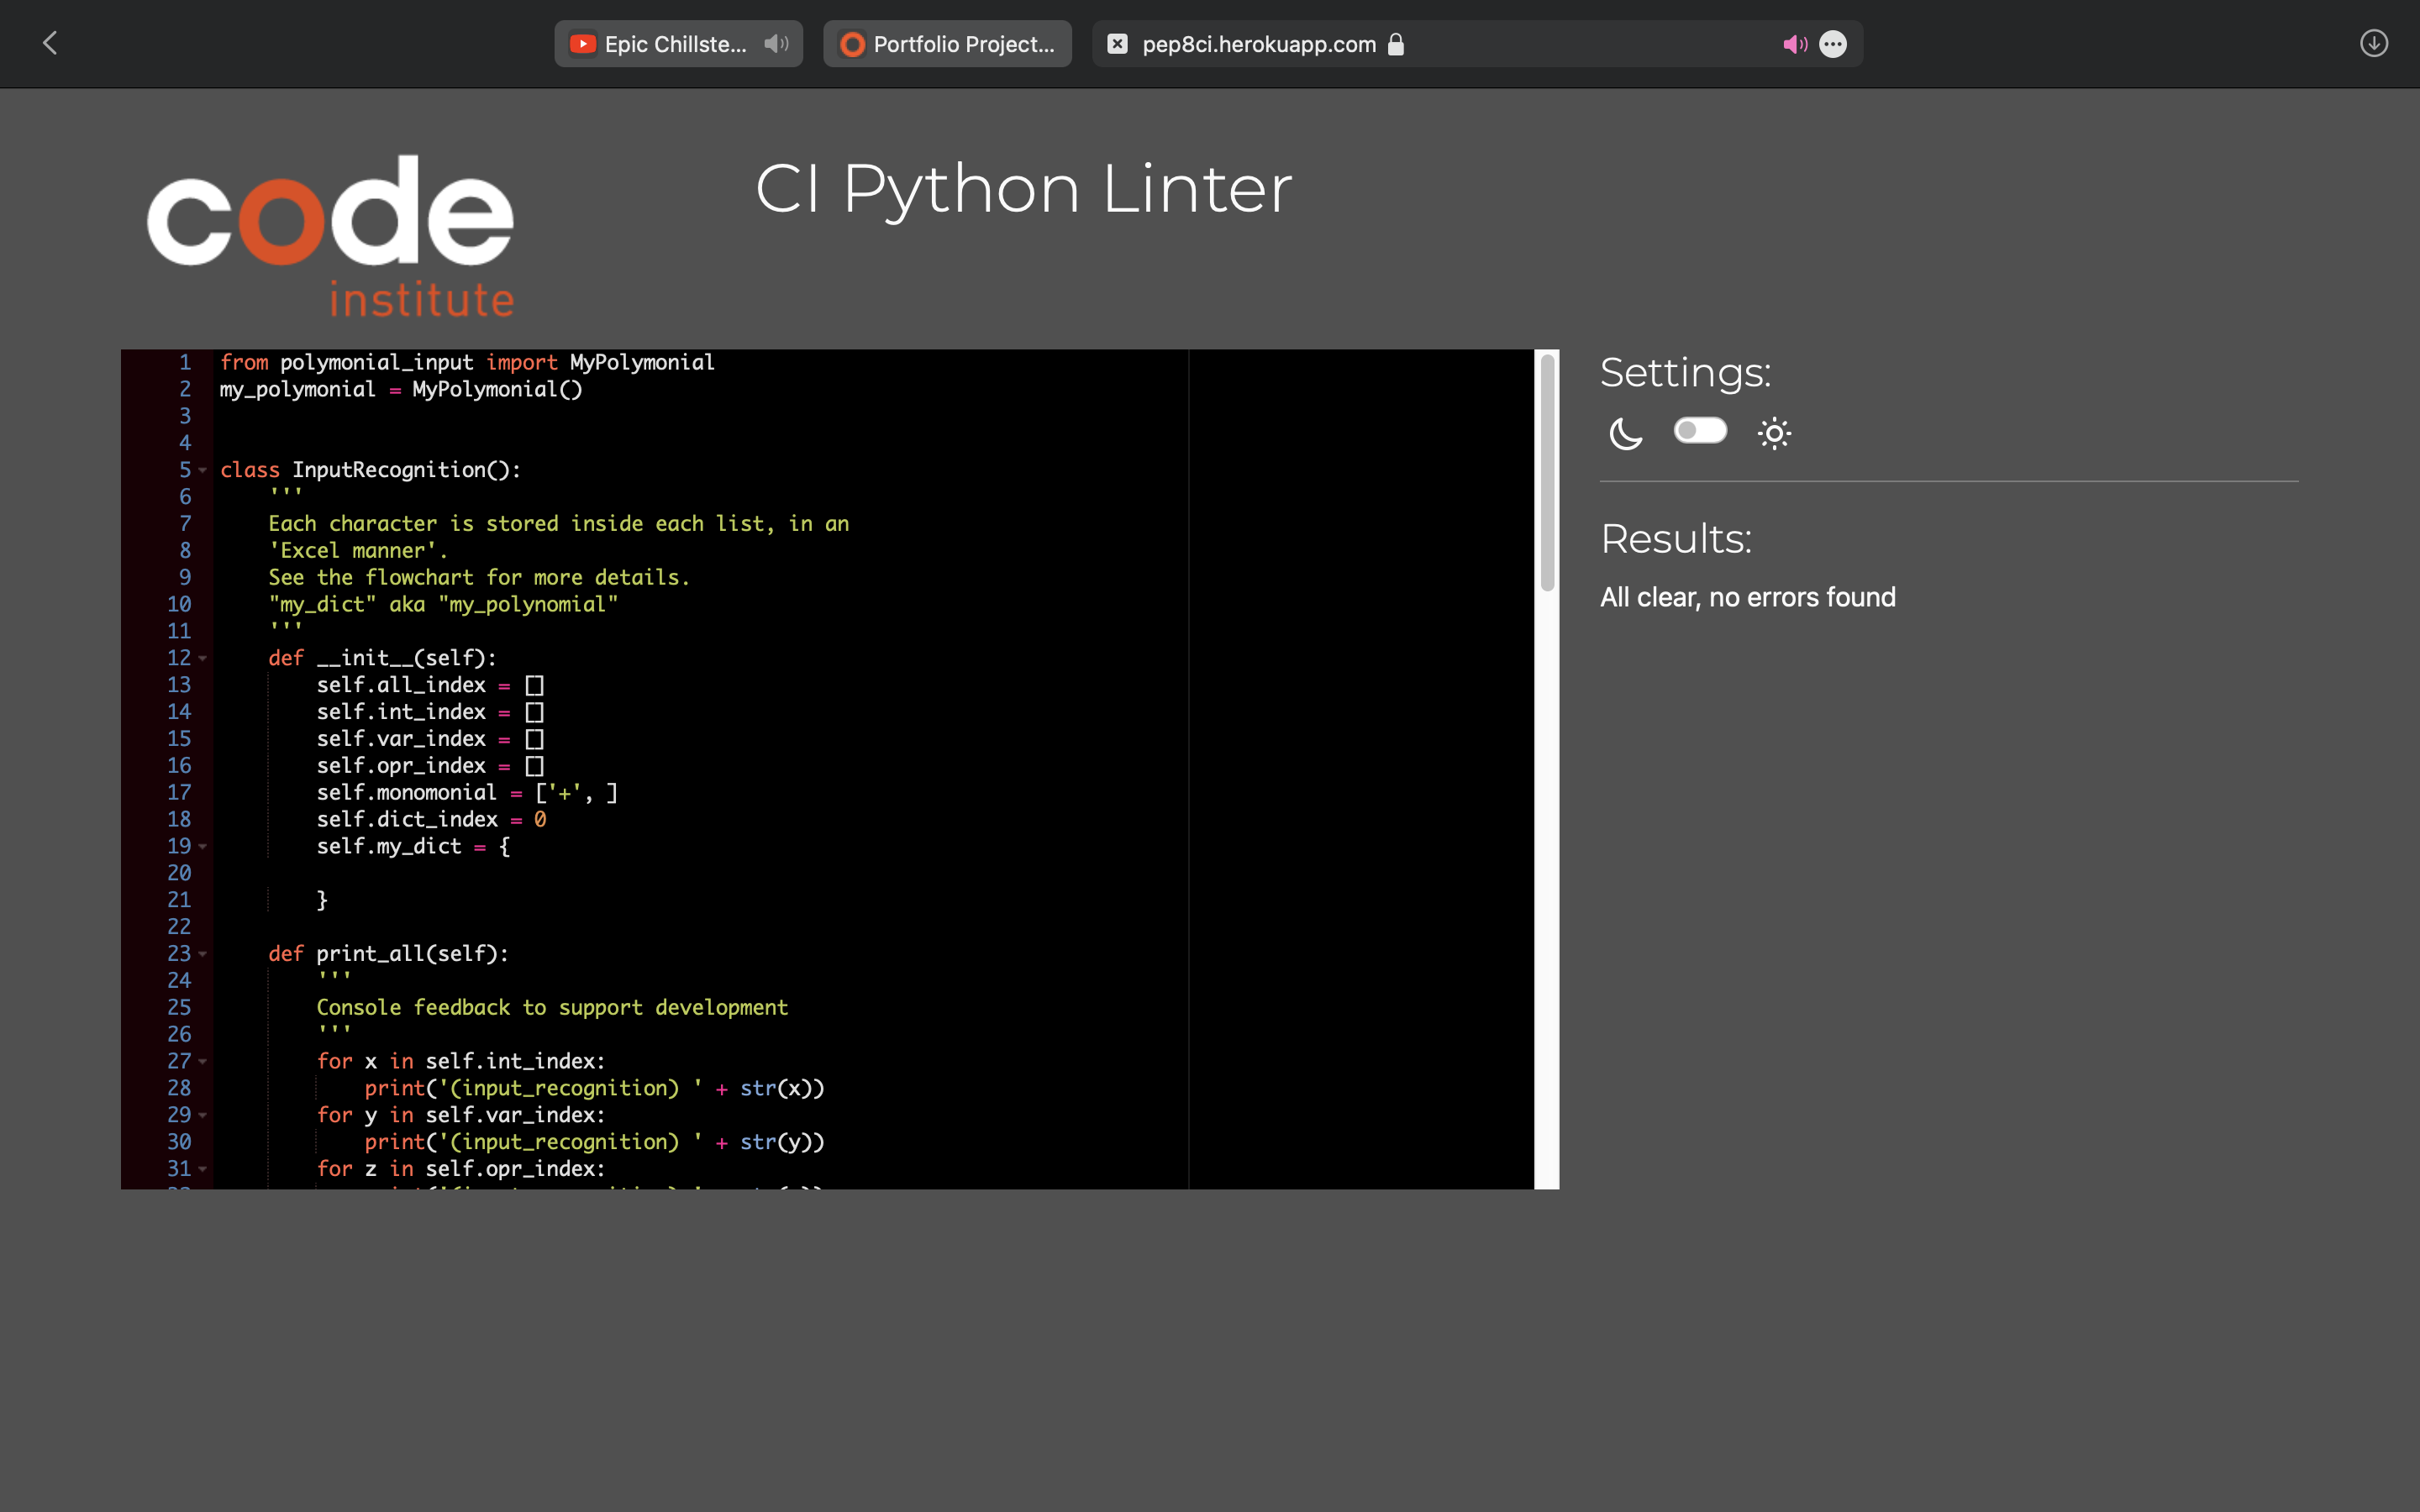 Epic Chillste...
Portfolio Project...
pep8ci.herokuapp.com
code
institute
CI Python Linter
1 from polymonial_input import MyPolymonial
2 my_polymonial = MyPolymonial()
3
4
5 class InputRecognition():
6     '''
7     Each character is stored inside each list, in an
8     'Excel manner'.
9     See the flowchart for more details.
10     "my_dict" aka "my_polynomial"
11     '''
12     def __init__(self):
13         self.all_index = []
14         self.int_index = []
15         self.var_index = []
16         self.opr_index = []
17         self.monomonial = ['+', ]
18         self.dict_index = 0
19         self.my_dict = {
20
21         }
22
23     def print_all(self):
24         '''
25         Console feedback to support development
26         '''
27         for x in self.int_index:
28             print('(input_recognition) ' + str(x))
29         for y in self.var_index:
30             print('(input_recognition) ' + str(y))
31         for z in self.opr_index:
Settings:
Results:
All clear, no errors found